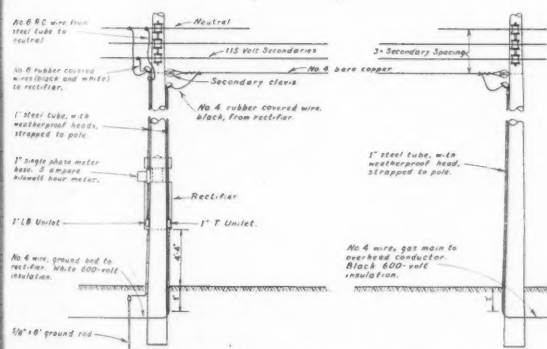 No. 6 R.C. wire from
steel tube to
neutral
Neutral
115 Volt Secondaries
3" Secondary Spacing
No. 4 bare copper
Secondary clevis
No. 6 rubber covered
wires (black and white)
to rectifier.
No. 4 rubber covered wire,
black, from rectifier.
1" steel tube, with
weatherproof heads,
strapped to pole.
1" single phase meter
base. 5 ampere
kilowatt hour meter.
1" steel tube, with
weatherproof head,
strapped to pole.
Rectifier
1" LB Unilet
1" T Unilet.
No 4 wire, ground bed to
rectifier. White 600-volt
insulation.
4'-6"
No 4 wire, gas main to
overhead conductor
Black 600-volt
insulation.
1'
1'
5/8" x 8' ground rod